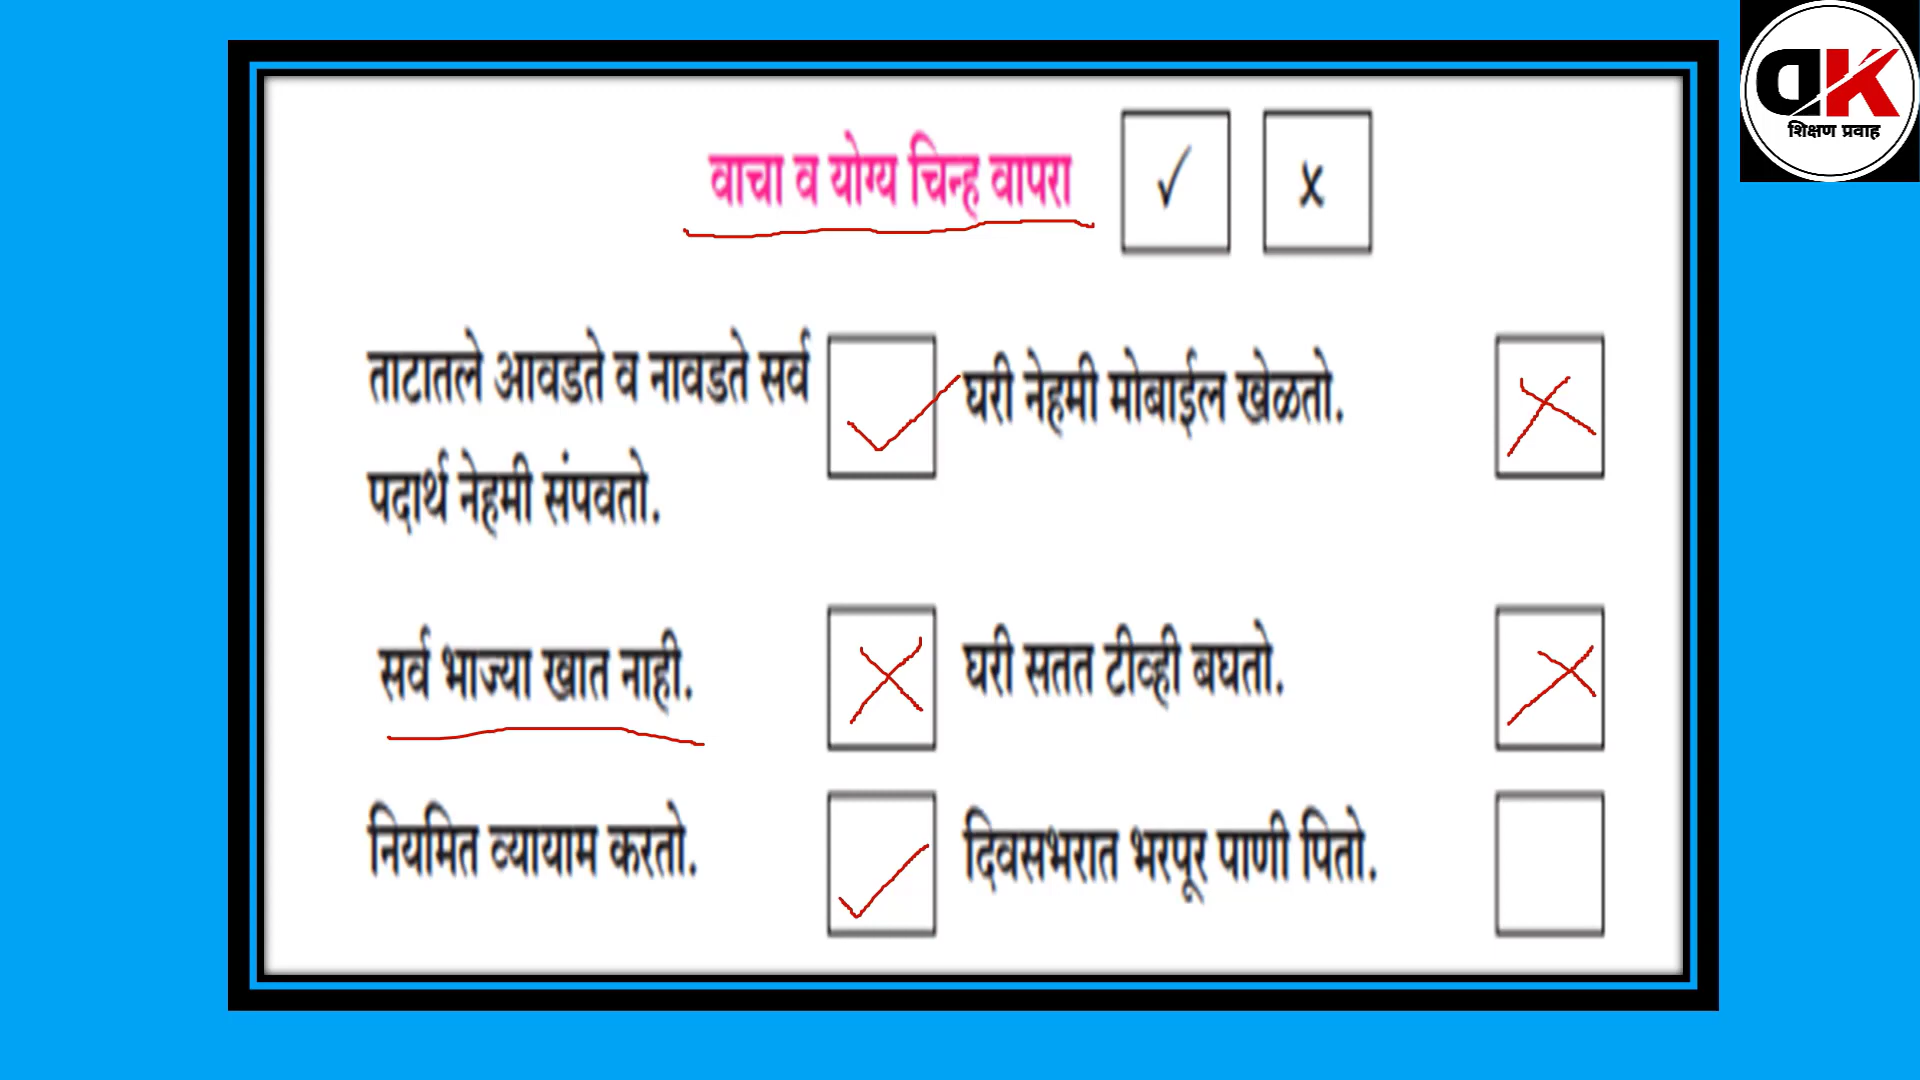 वाचा व योग्य चिन्ह वापरा ✓ x
ताटातले आवडते व नावडते सर्व
पदार्थ नेहमी संपवतो.
घरी नेहमी मोबाईल खेळतो.
सर्व भाज्या खात नाही.
घरी सतत टीव्ही बघतो.
नियमित व्यायाम करतो.
दिवसभरात भरपूर पाणी पितो.
DK
शिक्षण प्रवाह